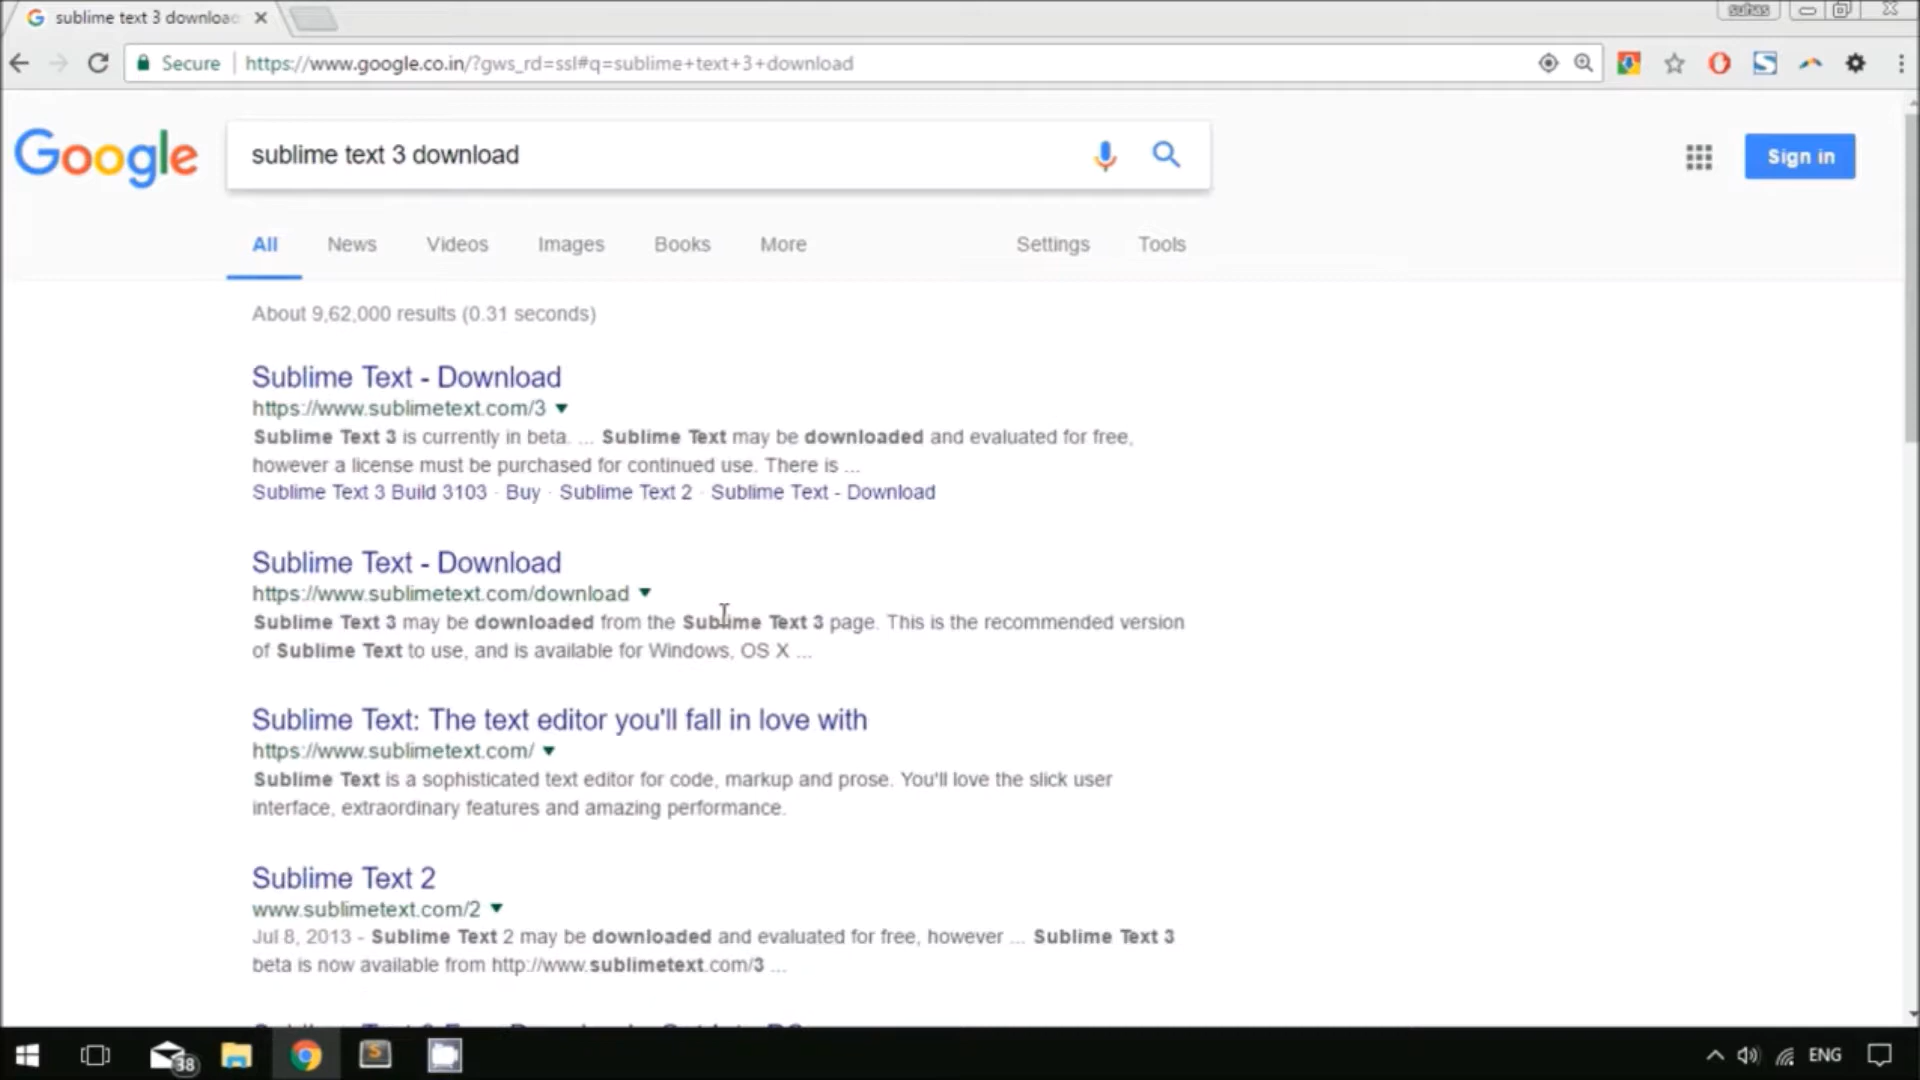 sublime text 3 download
suhas
Secure
https://www.google.co.in/?gws_rd=ssl#q=sublime+text+3+download
Google
sublime text 3 download
Sign in
All
News
Videos
Images
Books
More
Settings
Tools
About 9,62,000 results (0.31 seconds)
Sublime Text - Download
https://www.sublimetext.com/3
Sublime Text 3 is currently in beta. ... Sublime Text may be downloaded and evaluated for free,
however a license must be purchased for continued use. There is ...
Sublime Text 3 Build 3103 · Buy · Sublime Text 2 · Sublime Text - Download
Sublime Text - Download
https://www.sublimetext.com/download
Sublime Text 3 may be downloaded from the Sublime Text 3 page. This is the recommended version
of Sublime Text to use, and is available for Windows, OS X ...
Sublime Text: The text editor you'll fall in love with
https://www.sublimetext.com/
Sublime Text is a sophisticated text editor for code, markup and prose. You'll love the slick user
interface, extraordinary features and amazing performance.
Sublime Text 2
www.sublimetext.com/2
Jul 8, 2013 - Sublime Text 2 may be downloaded and evaluated for free, however ... Sublime Text 3
beta is now available from http://www.sublimetext.com/3 ...
38
ENG